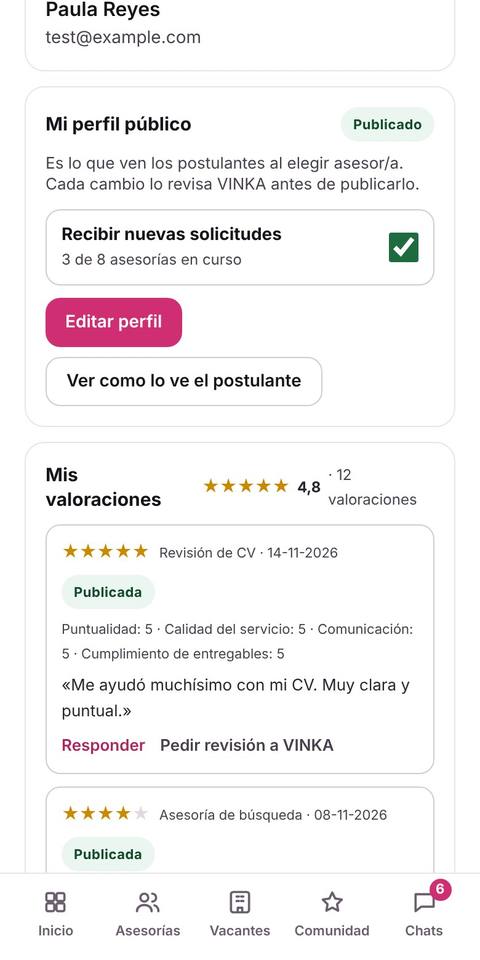 Paula Reyes
test@example.com
Mi perfil público
Publicado
Es lo que ven los postulantes al elegir asesor/a.
Cada cambio lo revisa VINKA antes de publicarlo.
Recibir nuevas solicitudes
3 de 8 asesorías en curso
Editar perfil
Ver como lo ve el postulante
Mis
valoraciones
★★★★★ 4,8
· 12
valoraciones
★★★★★ Revisión de CV · 14-11-2026
Publicada
Puntualidad: 5 · Calidad del servicio: 5 · Comunicación:
5 · Cumplimiento de entregables: 5
«Me ayudó muchísimo con mi CV. Muy clara y
puntual.»
Responder Pedir revisión a VINKA
★★★★★ Asesoría de búsqueda · 08-11-2026
Publicada
6
Inicio Asesorías Vacantes Comunidad Chats